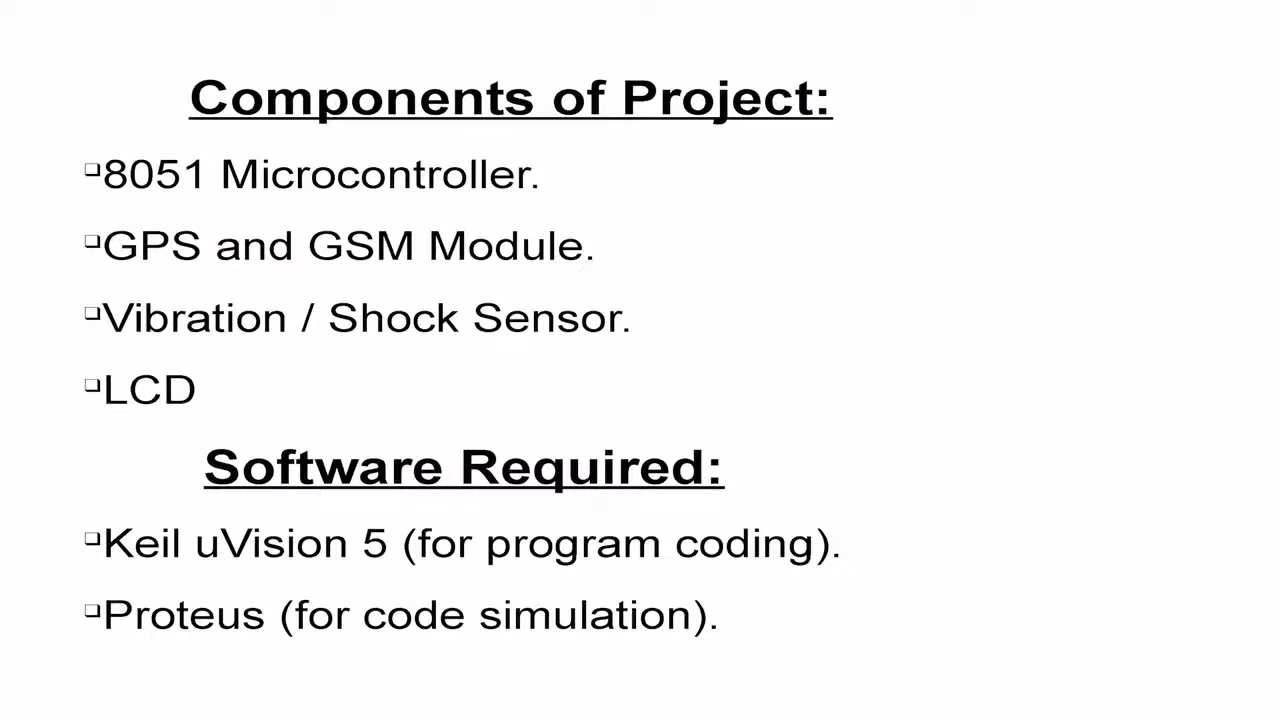 Components of Project:
❑8051 Microcontroller.
❑GPS and GSM Module.
❑Vibration / Shock Sensor.
❑LCD
Software Required:
❑Keil uVision 5 (for program coding).
❑Proteus (for code simulation).